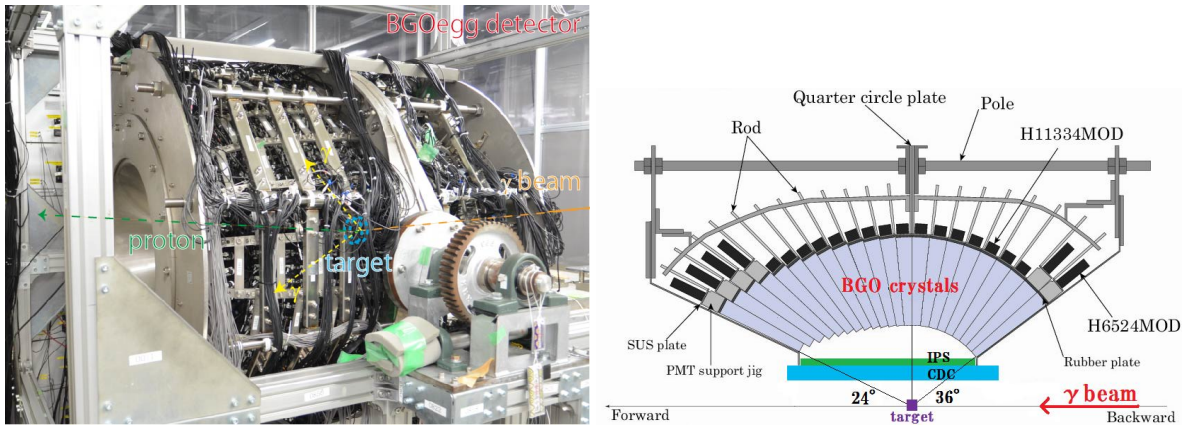 BGOegg detector
γ beam
proton
target
γ
γ
Quarter circle plate
Pole
Rod
H11334MOD
BGO crystals
H6524MOD
SUS plate
PMT support jig
Rubber plate
IPS
CDC
24°
36°
γ beam
Forward
target
Backward